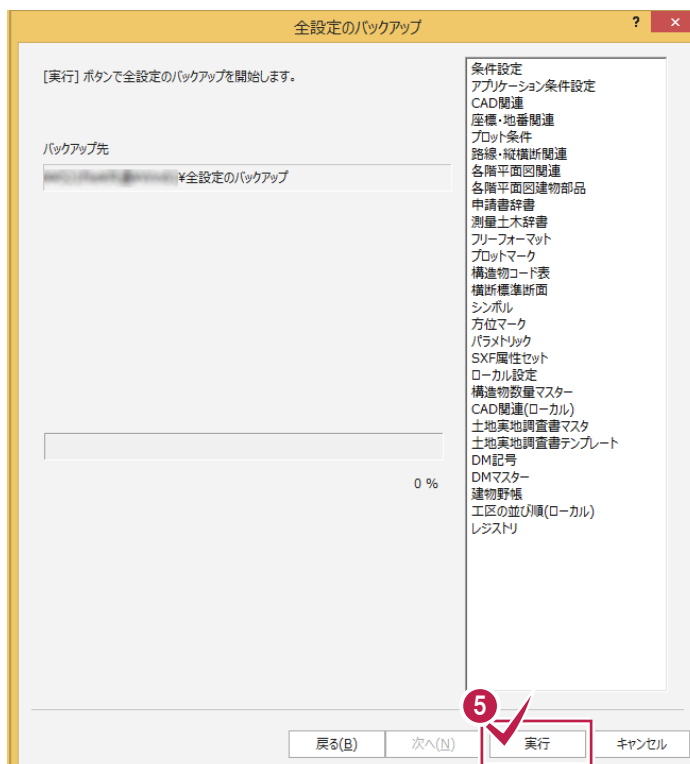 全設定のバックアップ
?
×
[実行] ボタンで全設定のバックアップを開始します。
バックアップ先
¥全設定のバックアップ
0 %
条件設定
アプリケーション条件設定
CAD関連
座標・地番関連
プロット条件
路線・縦横断関連
各階平面図関連
各階平面図建物部品
申請書辞書
測量土木辞書
フリーフォーマット
プロットマーク
構造物コード表
横断標準断面
シンボル
方位マーク
パラメトリック
SXF属性セット
ローカル設定
構造物数量マスター
CAD関連(ローカル)
土地実地調査書マスタ
土地実地調査書テンプレート
DM記号
DMマスター
建物野帳
工区の並び順(ローカル)
レジストリ
5
戻る(B)
次へ(N)
実行
キャンセル